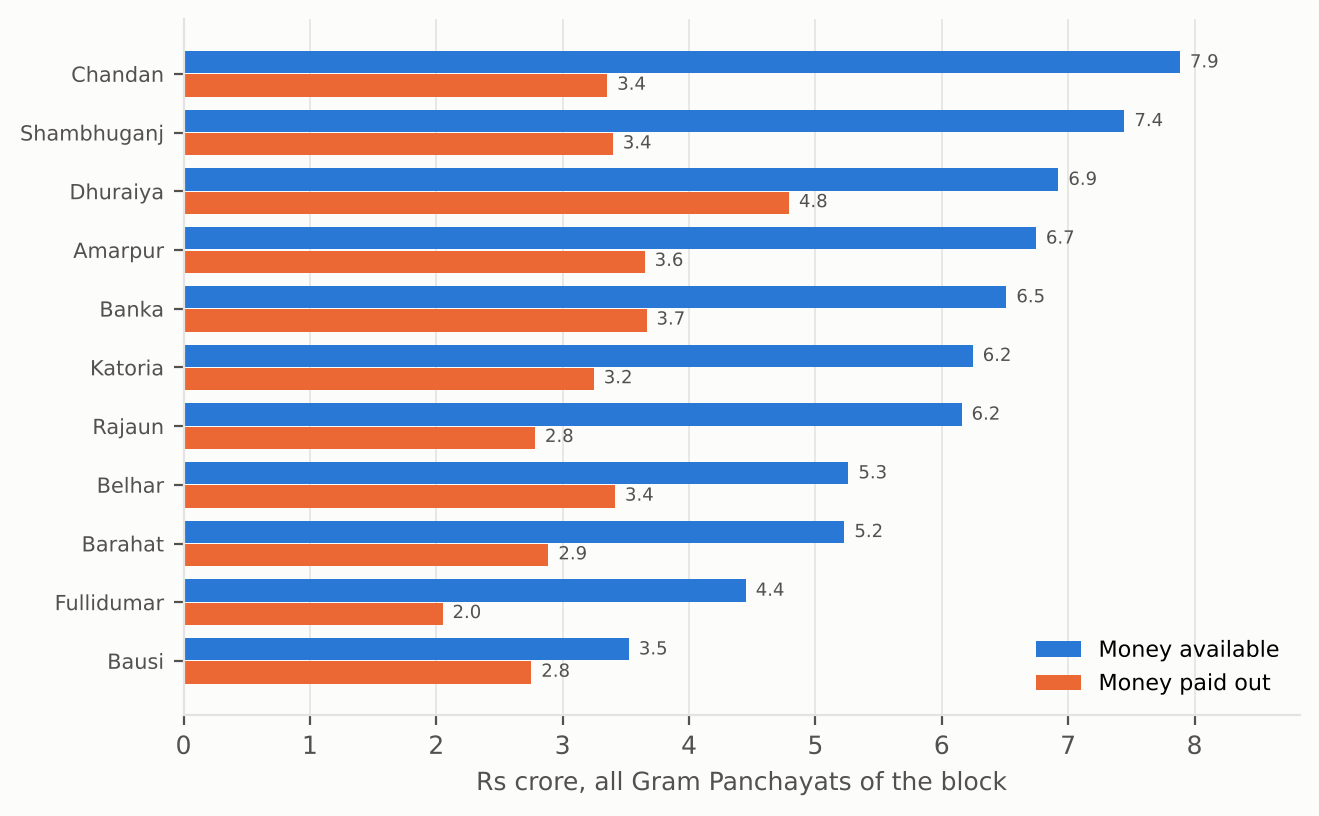 Chandan 7.9
3.4
Shambhuganj 7.4
3.4
Dhuraiya 6.9
4.8
Amarpur 6.7
3.6
Banka 6.5
3.7
Katoria 6.2
3.2
Rajaun 6.2
2.8
Belhar 5.3
3.4
Barahat 5.2
2.9
Fullidumar 4.4
2.0
Bausi 3.5
2.8
Money available
Money paid out
0 1 2 3 4 5 6 7 8
Rs crore, all Gram Panchayats of the block